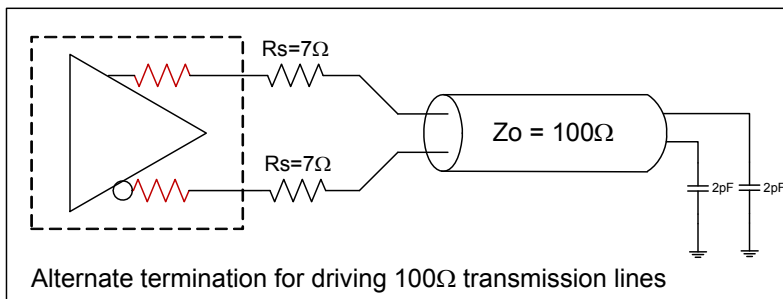 Rs=7Ω
Zo = 100Ω
Rs=7Ω
2pF
2pF
Alternate termination for driving 100Ω transmission lines